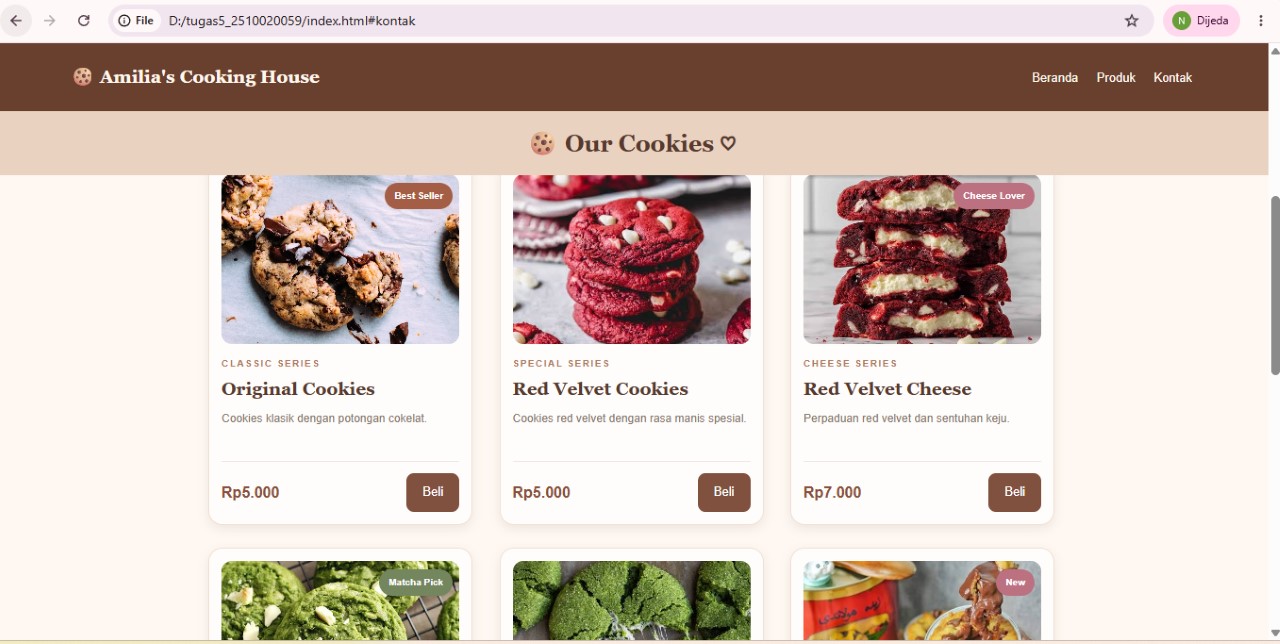 File D:/tugas5_2510020059/index.html#kontak N Dijeda
Amilia's Cooking House Beranda Produk Kontak
Our Cookies ♡
Best Seller
Cheese Lover
CLASSIC SERIES
Original Cookies
Cookies klasik dengan potongan cokelat.
Rp5.000 Beli
SPECIAL SERIES
Red Velvet Cookies
Cookies red velvet dengan rasa manis spesial.
Rp5.000 Beli
CHEESE SERIES
Red Velvet Cheese
Perpaduan red velvet dan sentuhan keju.
Rp7.000 Beli
Matcha Pick
New